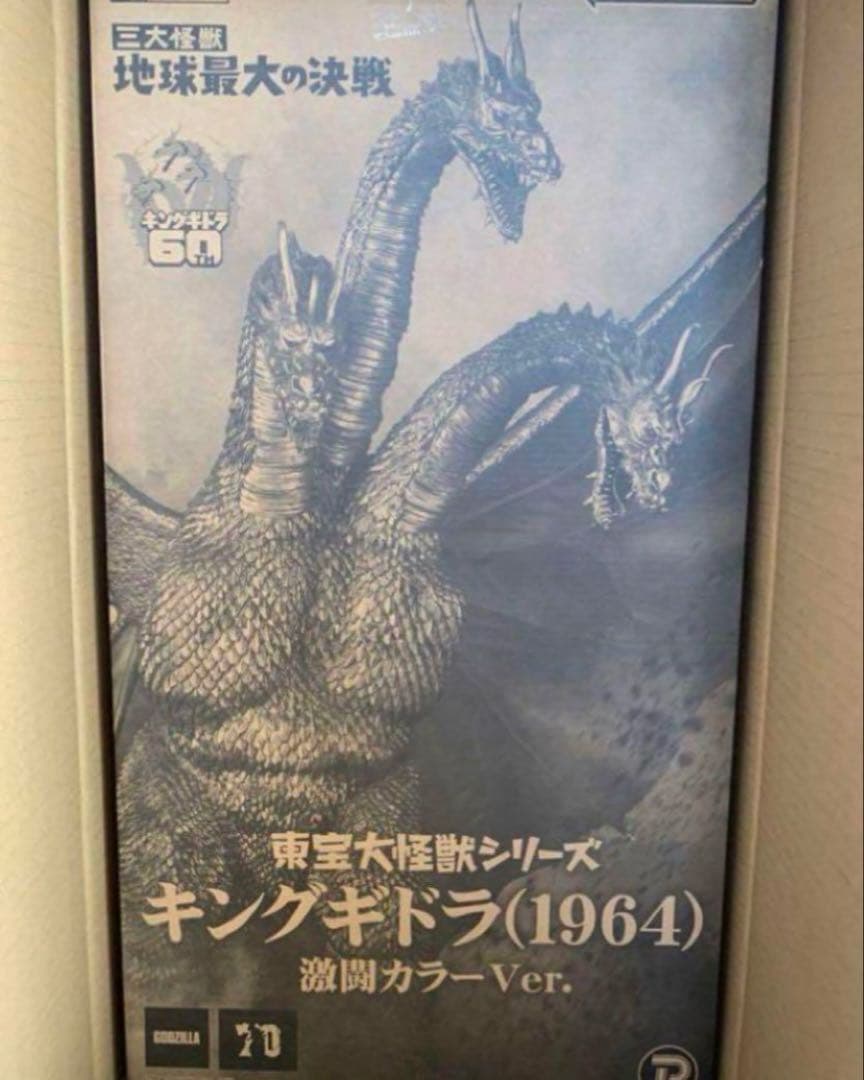 三大怪獣
地球最大の決戦
キングギドラ
60TH
東宝大怪獣シリーズ
キングギドラ(1964)
激闘カラーVer.
GODZILLA
70